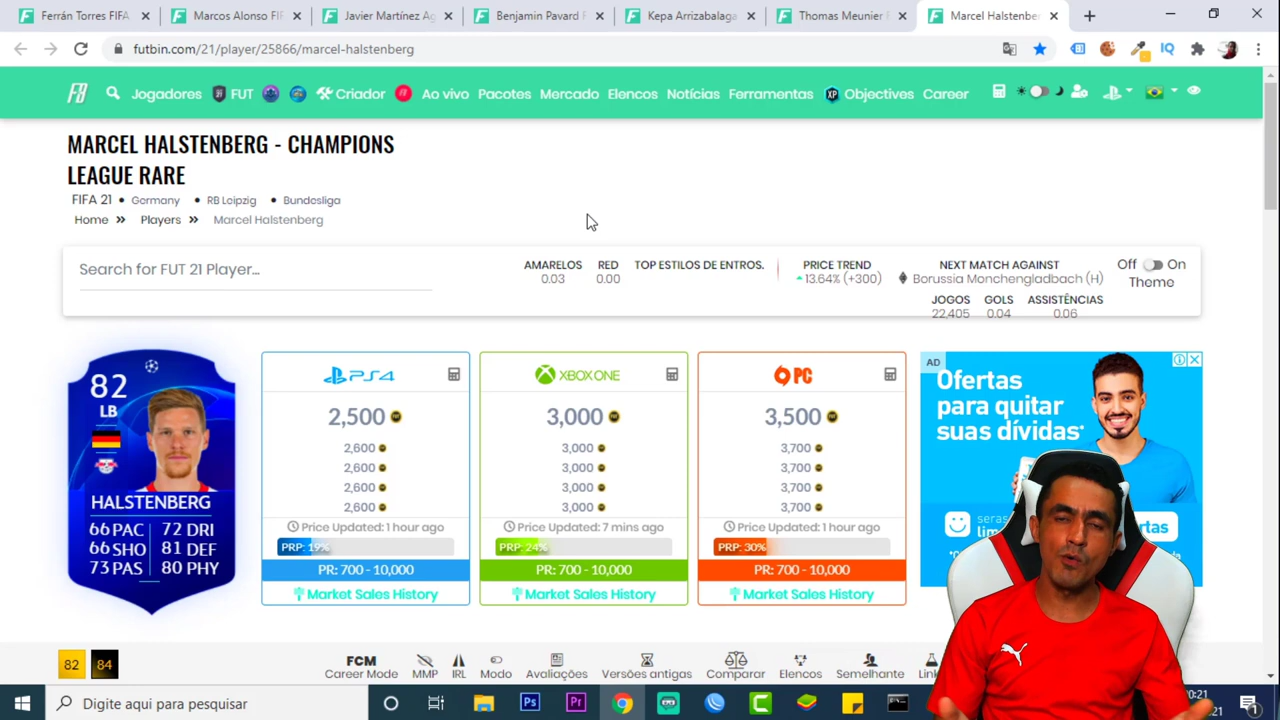 Ferrán Torres FIFA
Marcos Alonso FIF
Javier Martínez Ag
Benjamin Pavard F
Kepa Arrizabalaga
Thomas Meunier F
Marcel Halstenber
futbin.com/21/player/25866/marcel-halstenberg
IQ
F8 Jogadores FUT Criador Ao vivo Pacotes Mercado Elencos Notícias Ferramentas XP Objectives Career
MARCEL HALSTENBERG - CHAMPIONS
LEAGUE RARE
FIFA 21 • Germany • RB Leipzig • Bundesliga
Home » Players » Marcel Halstenberg
Search for FUT 21 Player...
AMARELOS
0.03
RED
0.00
TOP ESTILOS DE ENTROS.
PRICE TREND
13.64% (+300)
NEXT MATCH AGAINST
Borussia Monchengladbach (H)
JOGOS
22,405
GOLS
0.04
ASSISTÊNCIAS
0.06
Off On
Theme
82
LB
HALSTENBERG
66 PAC 72 DRI
66 SHO 81 DEF
73 PAS 80 PHY
PS4
2,500
2,600
2,600
2,600
2,600
Price Updated: 1 hour ago
PRP: 19%
PR: 700 - 10,000
Market Sales History
XBOX ONE
3,000
3,000
3,000
3,000
3,000
Price Updated: 7 mins ago
PRP: 24%
PR: 700 - 10,000
Market Sales History
PC
3,500
3,700
3,700
3,700
3,700
Price Updated: 1 hour ago
PRP: 30%
PR: 700 - 10,000
Market Sales History
AD
Ofertas
para quitar
suas dívidas*
82 84
FCM
Career Mode
MMP
IRL
Modo
Avaliações
Versões antigas
Comparar
Elencos
Semelhante
PUMA
Digite aqui para pesquisar
Ps
Pr